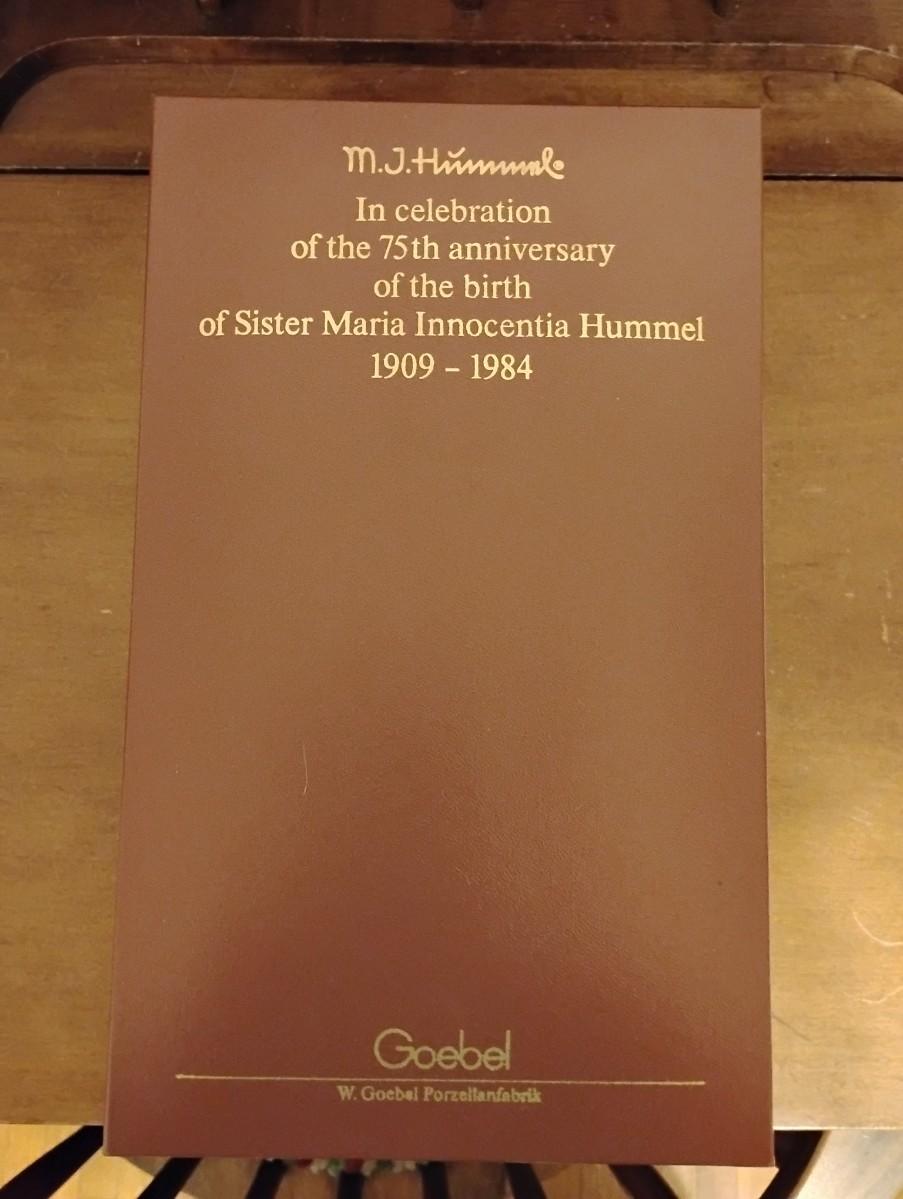 M.J.Hummel
In celebration
of the 75th anniversary
of the birth
of Sister Maria Innocentia Hummel
1909 – 1984
Goebel
W. Goebel Porzellanfabrik